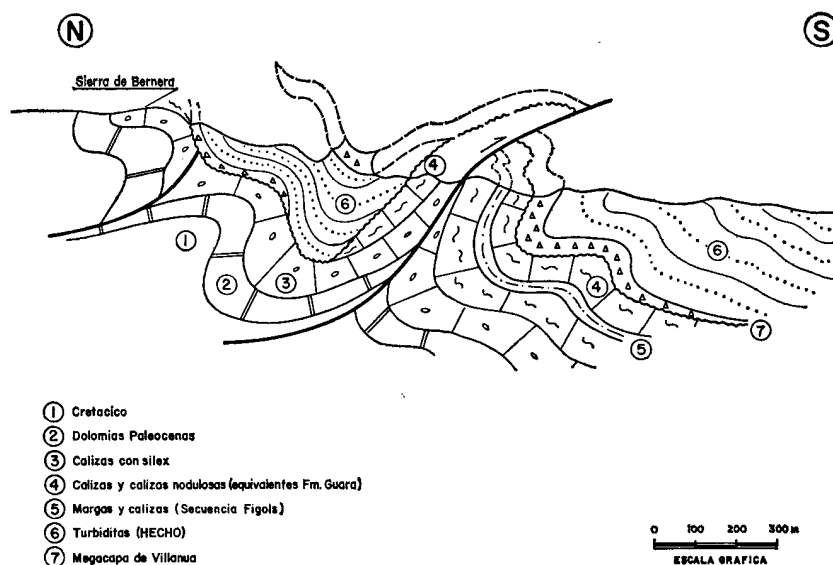 N
S
Sierra de Bernera
4
6
6
1
2
3
4
7
5
1 Cretacico
2 Dolomias Paleocenas
3 Calizas con silex
4 Calizas y calizas nodulosas (equivalentes Fm. Guara)
5 Margas y calizas (Secuencia Figols)
6 Turbiditas (HECHO)
7 Megacapa de Villanua
0 100 200 300 m
ESCALA GRAFICA